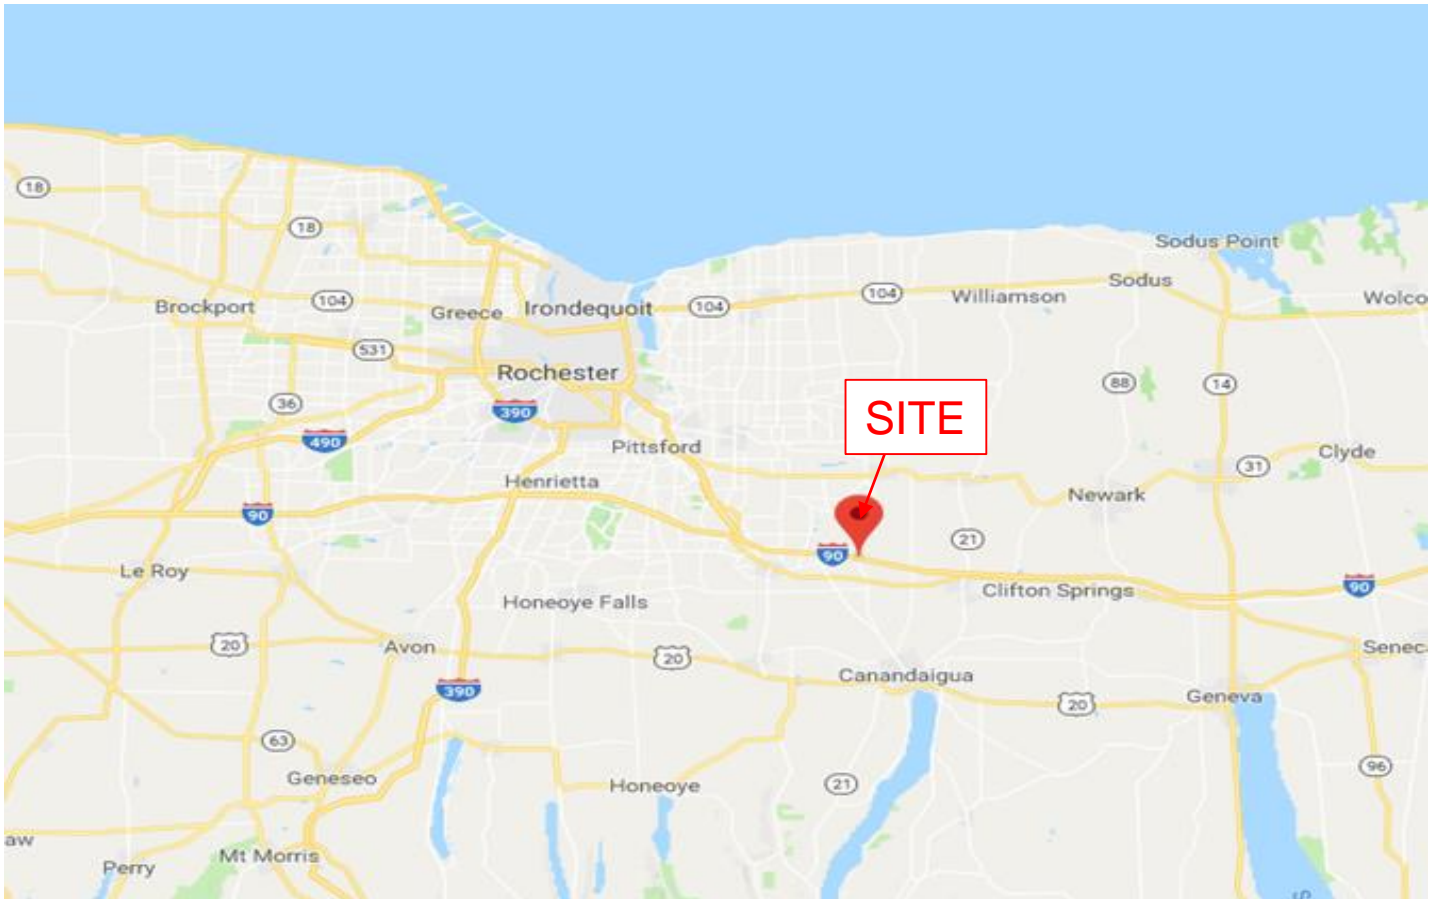 18
18
Sodus Point
Sodus
Brockport
104
Greece
Irondequoit
104
104
Williamson
Wolco
531
Rochester
36
390
SITE
88
14
490
Pittsford
Clyde
31
Henrietta
Newark
90
21
90
Le Roy
Clifton Springs
90
Honeoye Falls
20
Avon
20
Senec
Canandaigua
390
20
Geneva
63
Geneseo
Honeoye
21
96
aw
Mt Morris
Perry
S